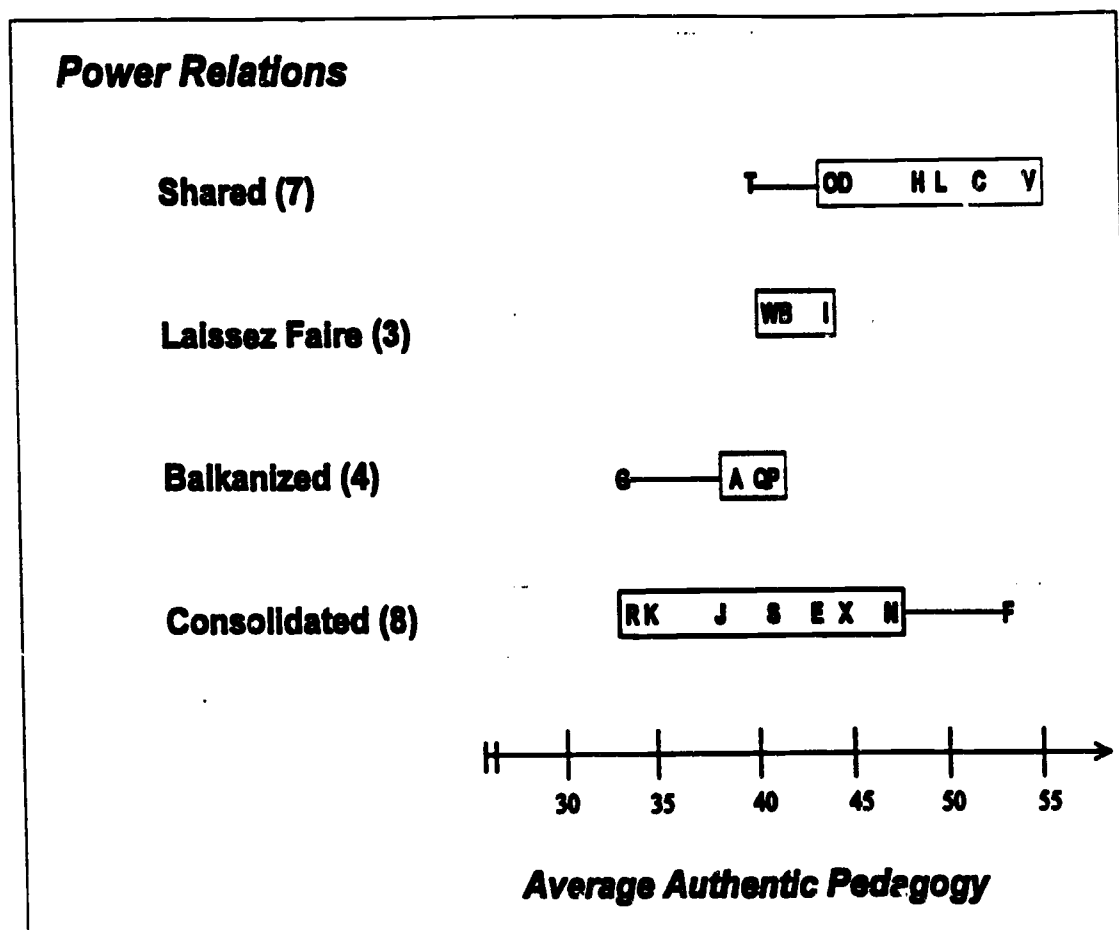 Power Relations
Shared (7)
T OD H L C V
Laissez Faire (3)
WB I
Balkanized (4)
G A QP
Consolidated (8)
R K J S E X N F
30 35 40 45 50 55
Average Authentic Pedagogy